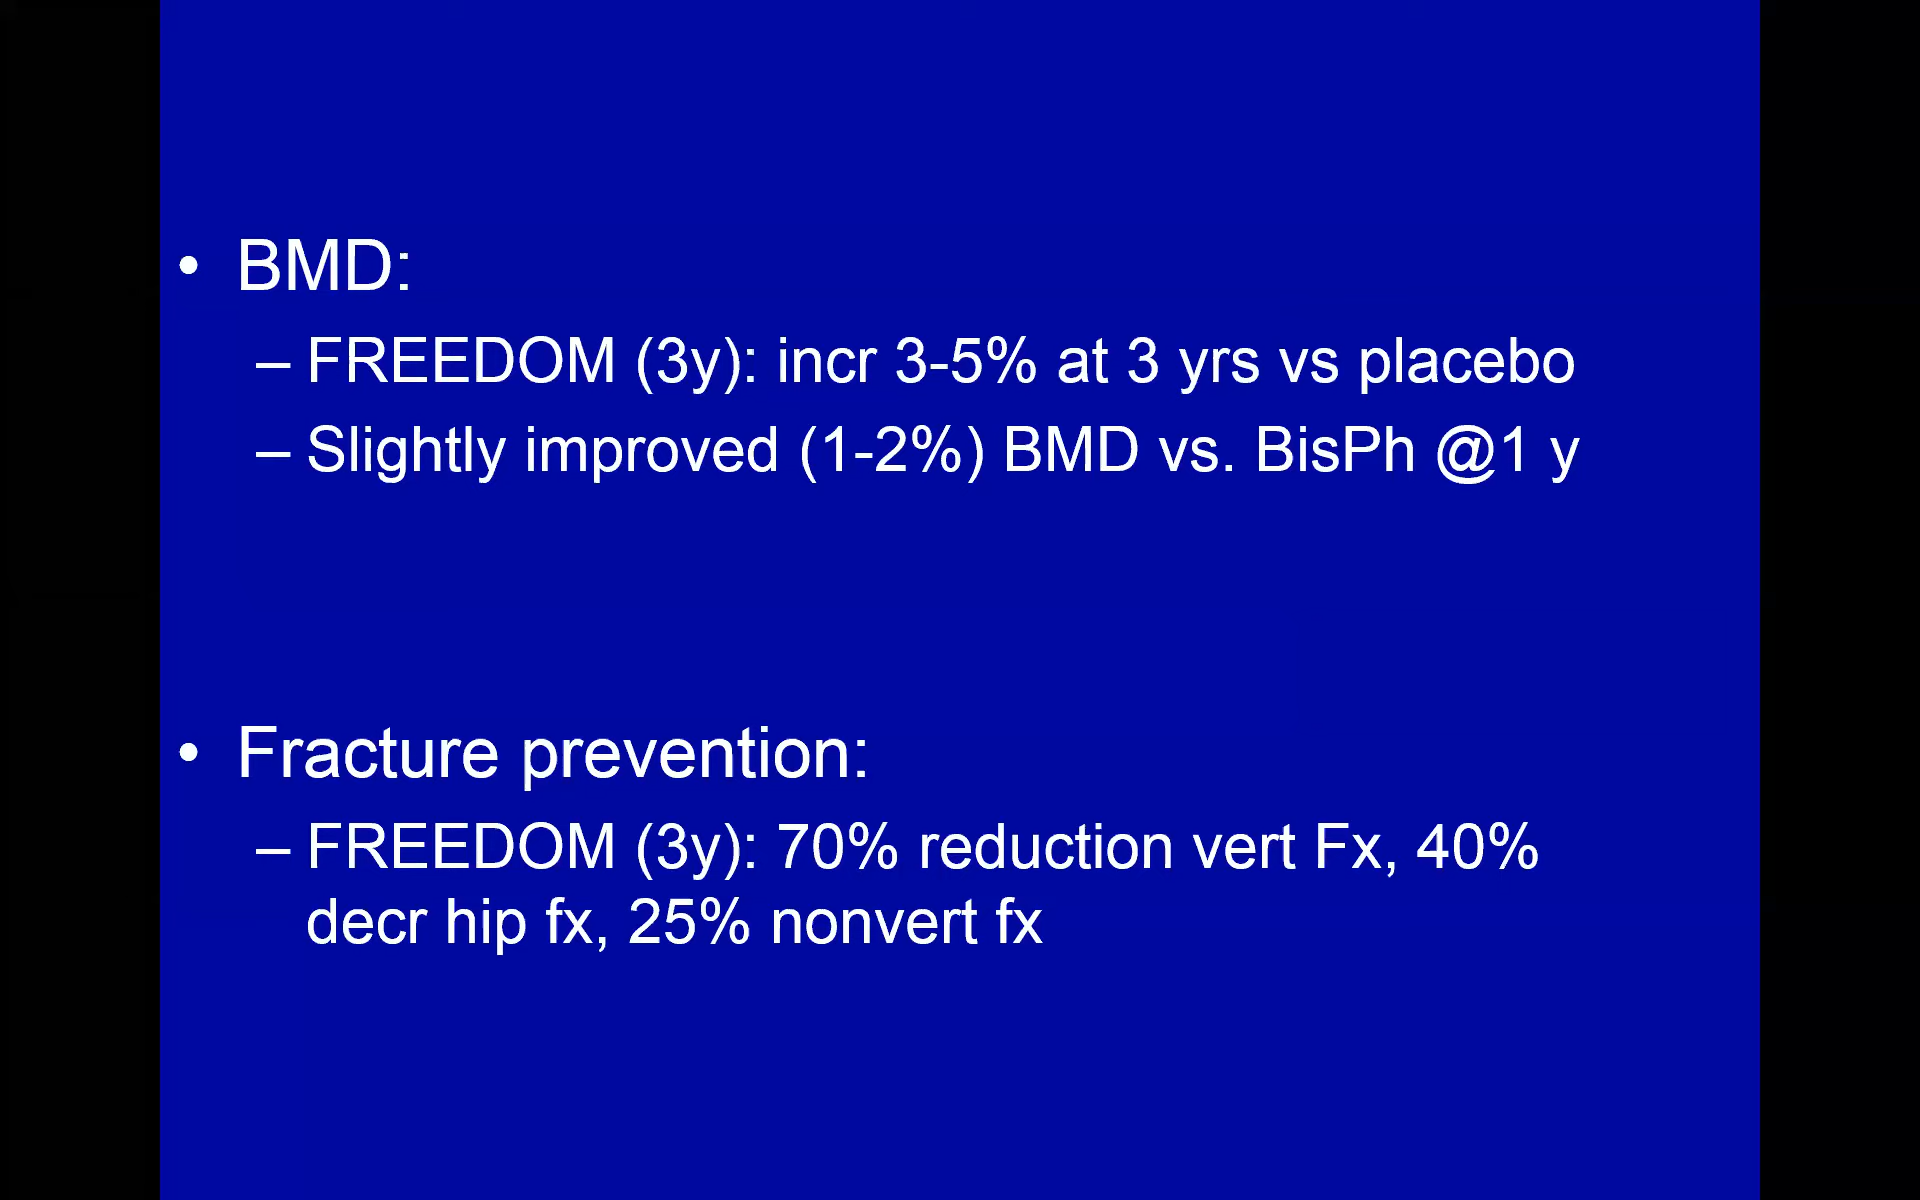 • BMD:
– FREEDOM (3y): incr 3-5% at 3 yrs vs placebo
– Slightly improved (1-2%) BMD vs. BisPh @1 y
• Fracture prevention:
– FREEDOM (3y): 70% reduction vert Fx, 40%
decr hip fx, 25% nonvert fx